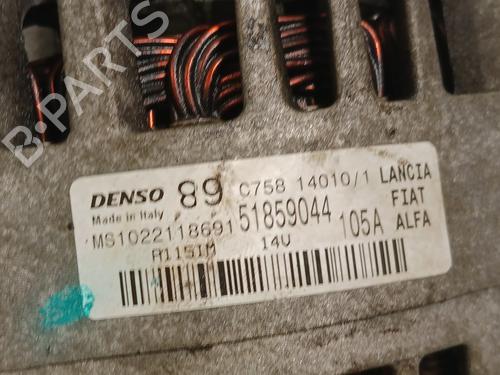 B-PARTS
DENSO 89 C758 14010/1 LANCIA
Made in Italy 51859044 FIAT
MS1022118691 105A ALFA
A115IM 14V